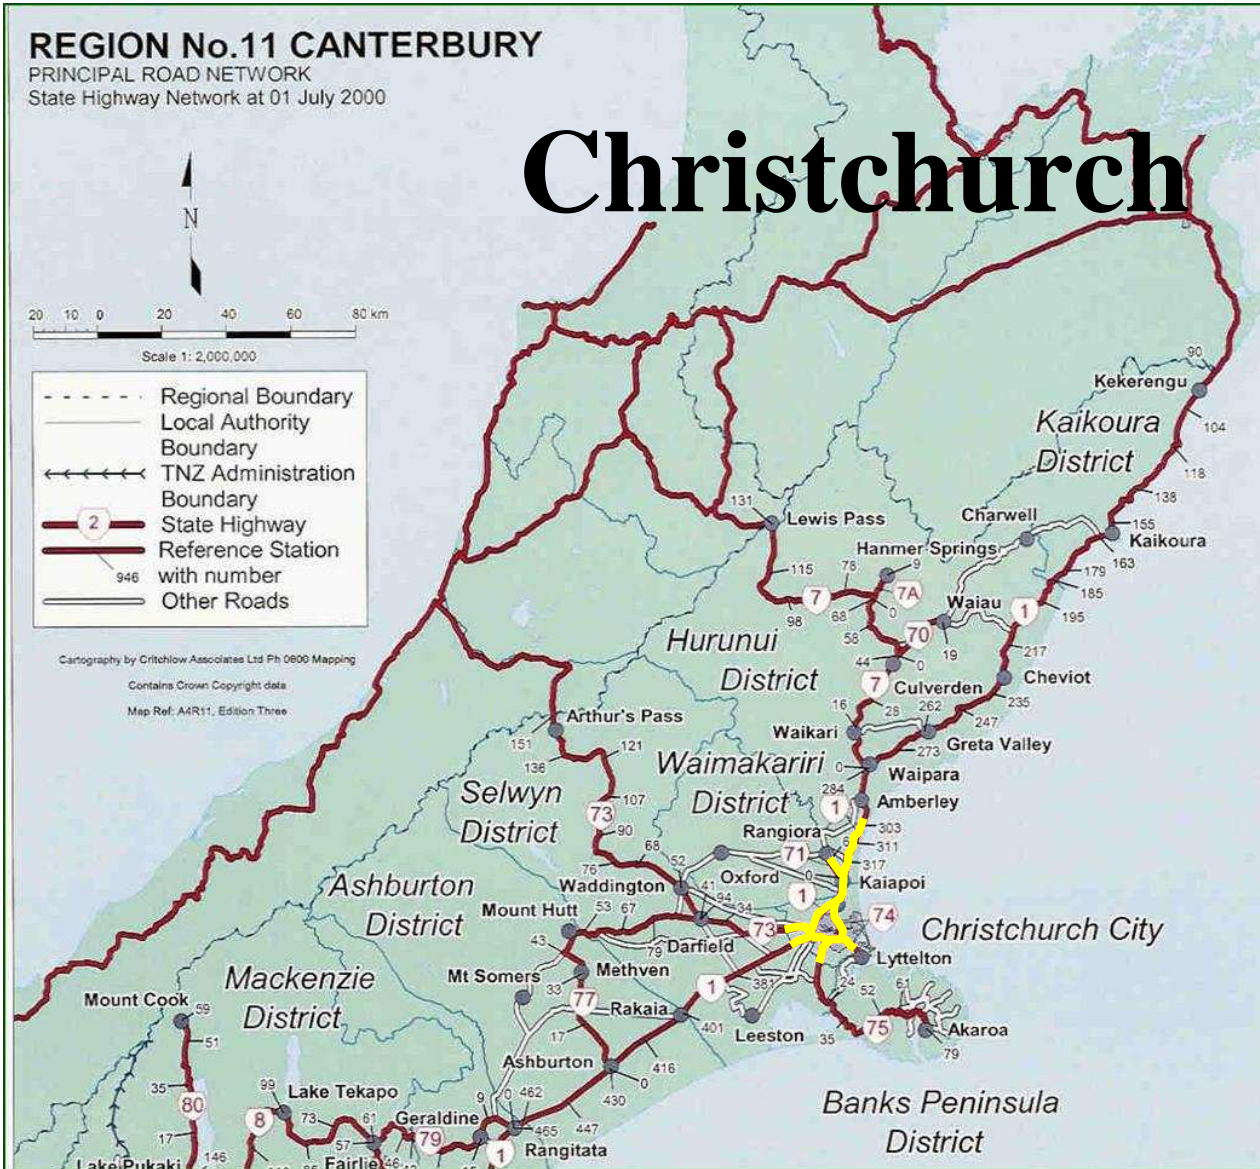 REGION No.11 CANTERBURY
PRINCIPAL ROAD NETWORK
State Highway Network at 01 July 2000
Christchurch
N
20 10 0 20 40 60 80 km
Scale 1: 2,000,000
Regional Boundary
Local Authority
Boundary
TNZ Administration
Boundary
2 State Highway
Reference Station
946 with number
Other Roads
Cartography by Critchlow Associates Ltd Ph 0800 Mapping
Contains Crown Copyright data
Map Ref: A4R11, Edition Three
90
Kekerengu
104
Kaikoura
District
118
138
131
Lewis Pass
Charwell
155
Kaikoura
163
Hanmer Springs
9
115
78
7A
179
185
7
98
68
0
Waiau
1
195
58
70
19
217
Hurunui
District
44
0
7
Culverden
Cheviot
235
16
28
262
247
Waikari
Greta Valley
273
Arthur's Pass
151
136
121
Waimakariri
District
0
Waipara
284
1
Amberley
Selwyn
District
107
73
90
303
311
317
Rangiora
6
71
68
76
52
Oxford
0
Kaiapoi
Waddington
41
94
34
1
74
Ashburton
District
Mount Hutt
53
67
73
Christchurch City
43
79
Darfield
Lyttelton
Mackenzie
District
Mt Somers
Methven
33
77
381
24
52
61
1
Mount Cook
59
51
Rakaia
401
Leeston
35
75
Akaroa
79
17
Ashburton
416
0
430
35
80
17
146
99
Lake Tekapo
8
73
61
57
Geraldine
79
9
0
462
465
447
Rangitata
1
Banks Peninsula
District
Lake Pukaki
Fairlie
46